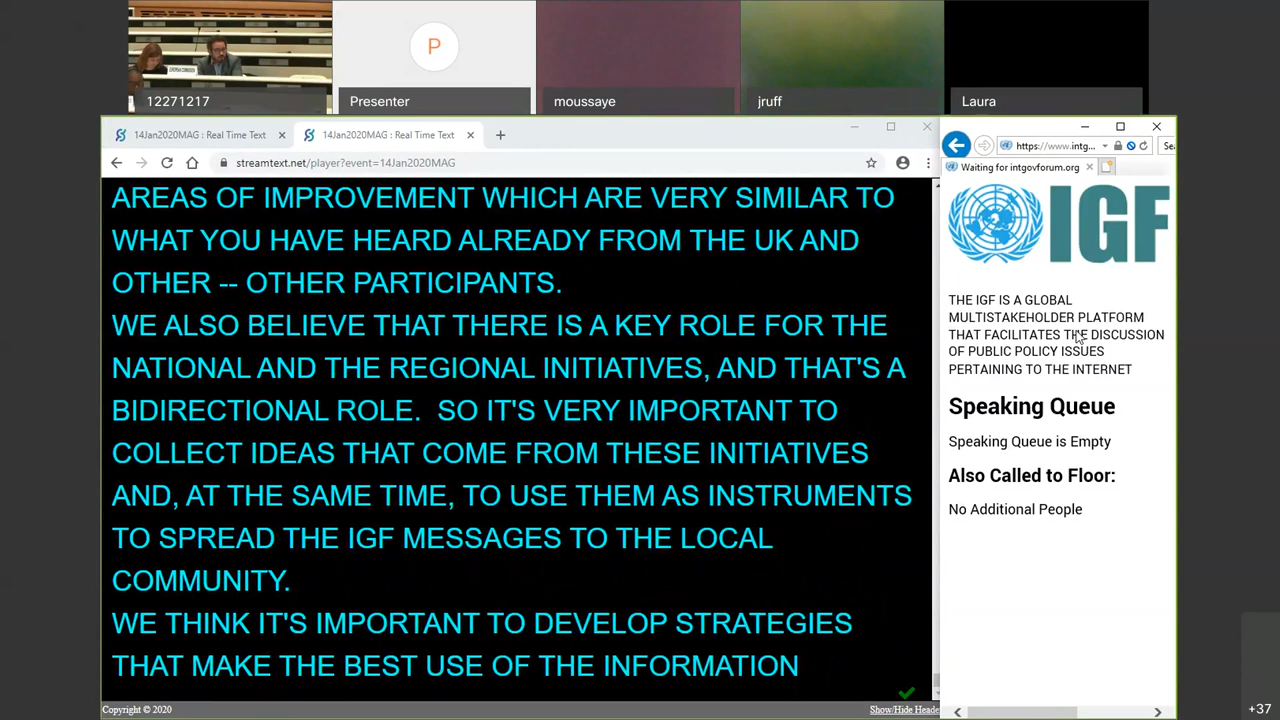 EUROPEAN COMMISSION
P
12271217
Presenter
moussaye
jruff
Laura
14Jan2020MAG : Real Time Text
14Jan2020MAG : Real Time Text
streamtext.net/player?event=14Jan2020MAG
AREAS OF IMPROVEMENT WHICH ARE VERY SIMILAR TO
WHAT YOU HAVE HEARD ALREADY FROM THE UK AND
OTHER -- OTHER PARTICIPANTS.
WE ALSO BELIEVE THAT THERE IS A KEY ROLE FOR THE
NATIONAL AND THE REGIONAL INITIATIVES, AND THAT'S A
BIDIRECTIONAL ROLE.  SO IT'S VERY IMPORTANT TO
COLLECT IDEAS THAT COME FROM THESE INITIATIVES
AND, AT THE SAME TIME, TO USE THEM AS INSTRUMENTS
TO SPREAD THE IGF MESSAGES TO THE LOCAL
COMMUNITY.
WE THINK IT'S IMPORTANT TO DEVELOP STRATEGIES
THAT MAKE THE BEST USE OF THE INFORMATION
Copyright © 2020
Show/Hide Heade
https://www.intg...
Sea
Waiting for intgovforum.org
IGF
THE IGF IS A GLOBAL
MULTISTAKEHOLDER PLATFORM
THAT FACILITATES THE DISCUSSION
OF PUBLIC POLICY ISSUES
PERTAINING TO THE INTERNET
Speaking Queue
Speaking Queue is Empty
Also Called to Floor:
No Additional People
+37